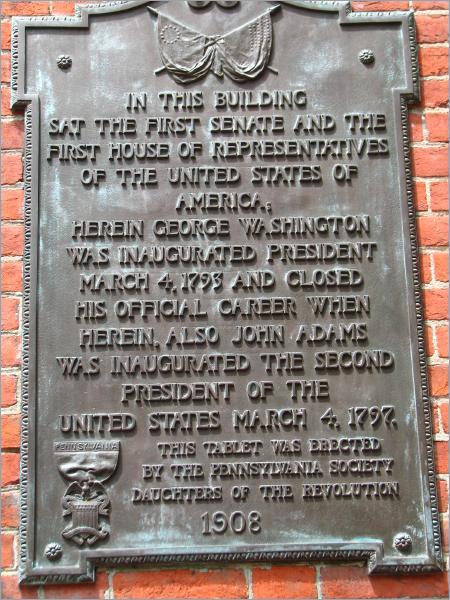 IN THIS BUILDING
SAT THE FIRST SENATE AND THE
FIRST HOUSE OF REPRESENTATIVES
OF THE UNITED STATES OF
AMERICA;
HEREIN GEORGE WASHINGTON
WAS INAUGURATED PRESIDENT
MARCH 4, 1793 AND CLOSED
HIS OFFICIAL CAREER WHEN
HEREIN, ALSO JOHN ADAMS
WAS INAUGURATED THE SECOND
PRESIDENT OF THE
UNITED STATES MARCH 4, 1797.
PENNSYLVANIA
THIS TABLET WAS ERECTED
BY THE PENNSYLVANIA SOCIETY
DAUGHTERS OF THE REVOLUTION
1908